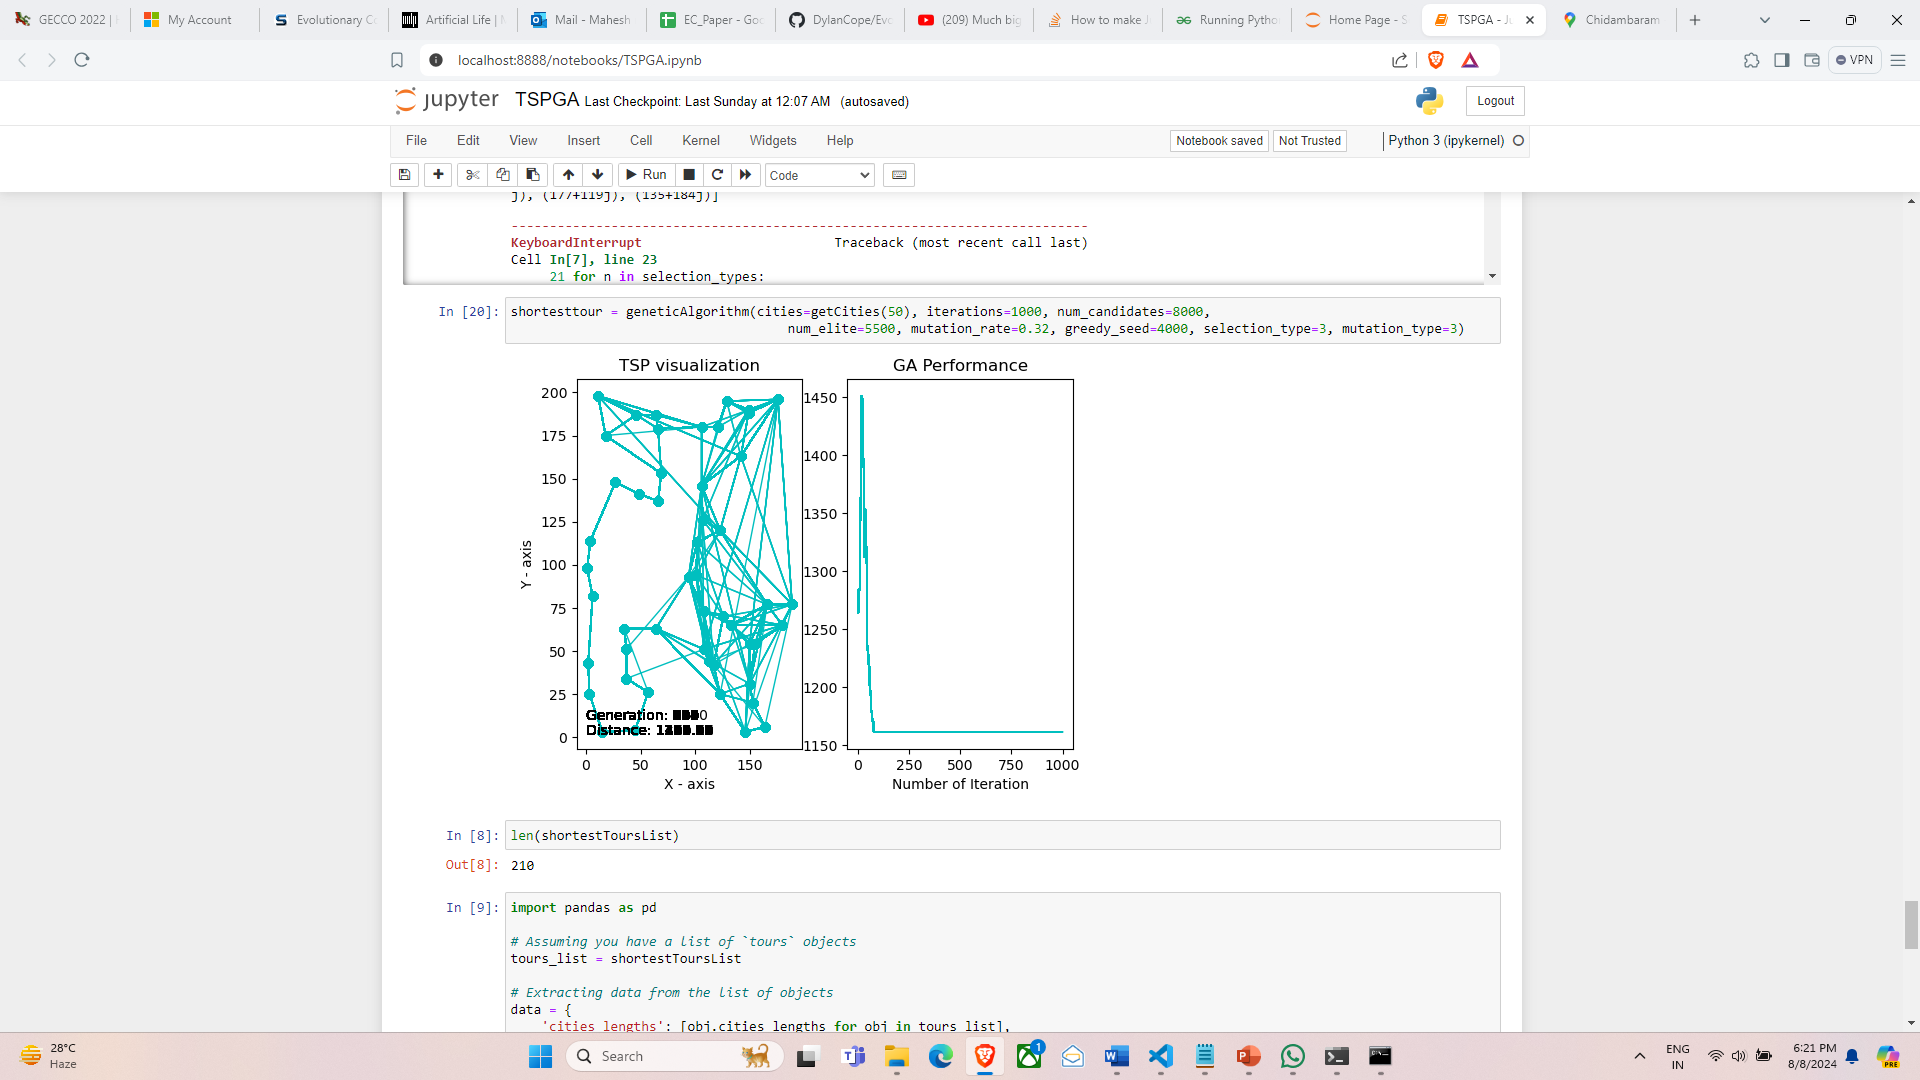 GECCO 2022 |
My Account
Evolutionary Co
Artificial Life | M
Mail - Mahesh
EC_Paper - Goo
DylanCope/Evo
(209) Much big
How to make J
Running Pytho
Home Page - S
TSPGA - Ju
Chidambaram
localhost:8888/notebooks/TSPGA.ipynb
VPN
jupyter TSPGA Last Checkpoint: Last Sunday at 12:07 AM (autosaved)
Logout
File Edit View Insert Cell Kernel Widgets Help
Notebook saved Not Trusted Python 3 (ipykernel)
Run Code
j), (177+119j), (135+184j)]
---------------------------------------------------------------------------
KeyboardInterrupt Traceback (most recent call last)
Cell In[7], line 23
21 for n in selection_types:
In [20]: shortesttour = geneticAlgorithm(cities=getCities(50), iterations=1000, num_candidates=8000,
num_elite=5500, mutation_rate=0.32, greedy_seed=4000, selection_type=3, mutation_type=3)
TSP visualization
200
175
150
125
100
75
50
25
0
Y - axis
Generation:
Distance:
0 50 100 150
X - axis
GA Performance
1450
1400
1350
1300
1250
1200
1150
0 250 500 750 1000
Number of Iteration
In [8]: len(shortestToursList)
Out[8]: 210
In [9]: import pandas as pd
# Assuming you have a list of `tours` objects
tours_list = shortestToursList
# Extracting data from the list of objects
data = {
'cities_lengths': [obj.cities_lengths for obj in tours_list],
28°C
Haze
Search
1
PRE
ENG
IN
6:21 PM
8/8/2024